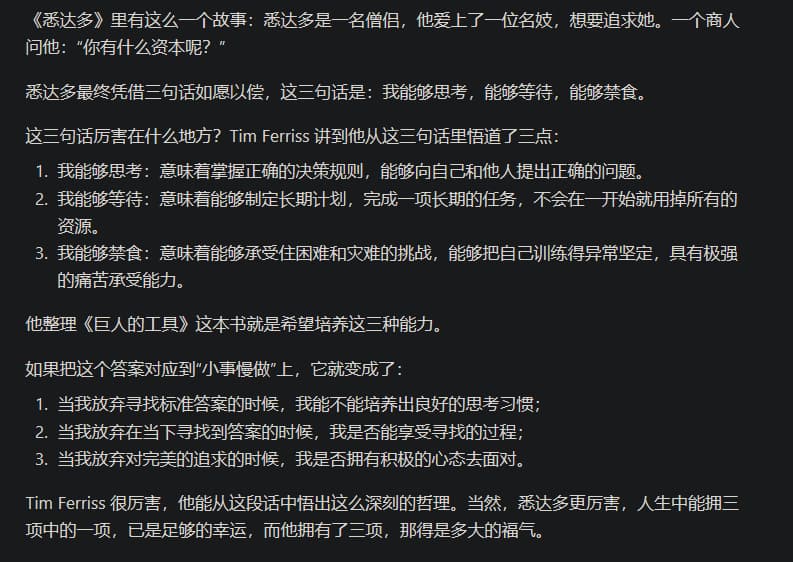 《悉达多》里有这么一个故事：悉达多是一名僧侣，他爱上了一位名妓，想要追求她。一个商人
问他：“你有什么资本呢？”
悉达多最终凭借三句话如愿以偿，这三句话是：我能够思考，能够等待，能够禁食。
这三句话厉害在什么地方？Tim Ferriss 讲到他从这三句话里悟道了三点：
1. 我能够思考：意味着掌握正确的决策规则，能够向自己和他人提出正确的问题。
2. 我能够等待：意味着能够制定长期计划，完成一项长期的任务，不会在一开始就用掉所有的
资源。
3. 我能够禁食：意味着能够承受住困难和灾难的挑战，能够把自己训练得异常坚定，具有极强
的痛苦承受能力。
他整理《巨人的工具》这本书就是希望培养这三种能力。
如果把这个答案对应到“小事慢做”上，它就变成了：
1. 当我放弃寻找标准答案的时候，我能不能培养出良好的思考习惯；
2. 当我放弃在当下寻找到答案的时候，我是否能享受寻找的过程；
3. 当我放弃对完美的追求的时候，我是否拥有积极的心态去面对。
Tim Ferriss 很厉害，他能从这段话中悟出这么深刻的哲理。当然，悉达多更厉害，人生中能拥三
项中的一项，已是足够的幸运，而他拥有了三项，那得是多大的福气。